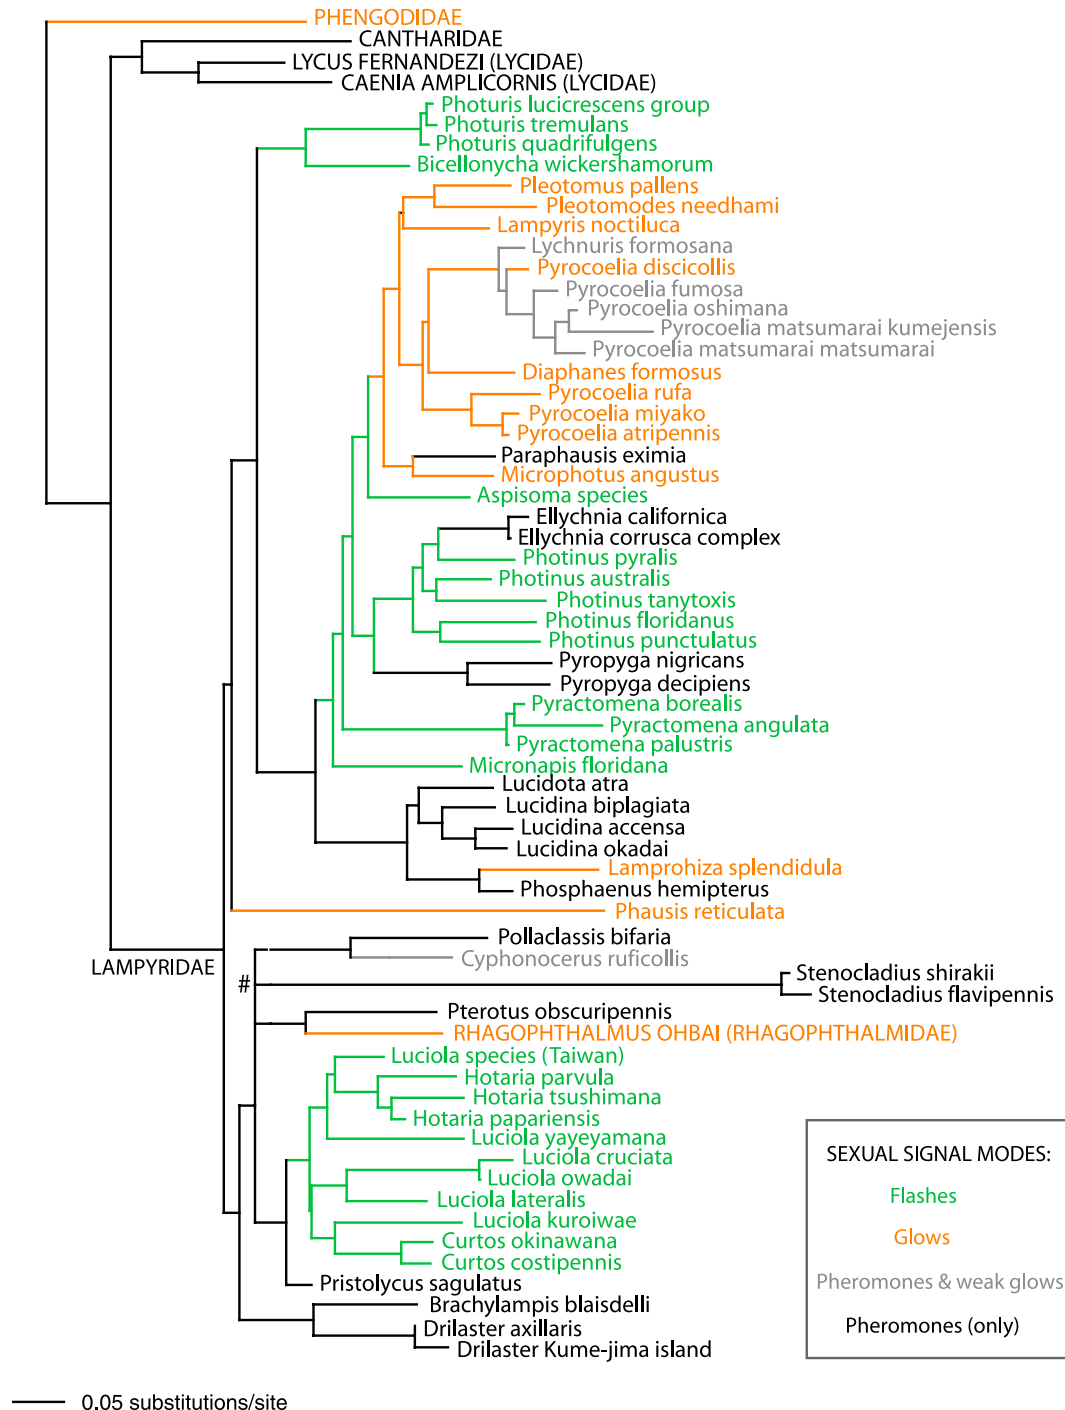 PHENGODIDAE
CANTHARIDAE
LYCUS FERNANDEZI (LYCIDAE)
CAENIA AMPLICORNIS (LYCIDAE)
Photuris lucicrescens group
Photuris tremulans
Photuris quadrifulgens
Bicellonycha wickershamorum
Pleotomus pallens
Pleotomodes needhami
Lampyris noctiluca
Lychnuris formosana
Pyrocoelia discicollis
Pyrocoelia fumosa
Pyrocoelia oshimana
Pyrocoelia matsumarai kumejensis
Pyrocoelia matsumarai matsumarai
Diaphanes formosus
Pyrocoelia rufa
Pyrocoelia miyako
Pyrocoelia atripennis
Paraphausis eximia
Microphotus angustus
Aspisoma species
Ellychnia californica
Ellychnia corrusca complex
Photinus pyralis
Photinus australis
Photinus tanytoxis
Photinus floridanus
Photinus punctulatus
Pyropyga nigricans
Pyropyga decipiens
Pyractomena borealis
Pyractomena angulata
Pyractomena palustris
Micronapis floridana
Lucidota atra
Lucidina biplagiata
Lucidina accensa
Lucidina okadai
Lamprohiza splendidula
Phosphaenus hemipterus
Phausis reticulata
Pollaclassis bifaria
Cyphonocerus ruficollis
LAMPYRIDAE
#
Stenocladius shirakii
Stenocladius flavipennis
Pterotus obscuripennis
RHAGOPHTHALMUS OHBAI (RHAGOPHTHALMIDAE)
Luciola species (Taiwan)
Hotaria parvula
Hotaria tsushimana
Hotaria papariensis
Luciola yayeyamana
Luciola cruciata
Luciola owadai
Luciola lateralis
Luciola kuroiwae
Curtos okinawana
Curtos costipennis
Pristolycus sagulatus
Brachylampis blaisdelli
Drilaster axillaris
Drilaster Kume-jima island
SEXUAL SIGNAL MODES:
Flashes
Glows
Pheromones & weak glows
Pheromones (only)
0.05 substitutions/site